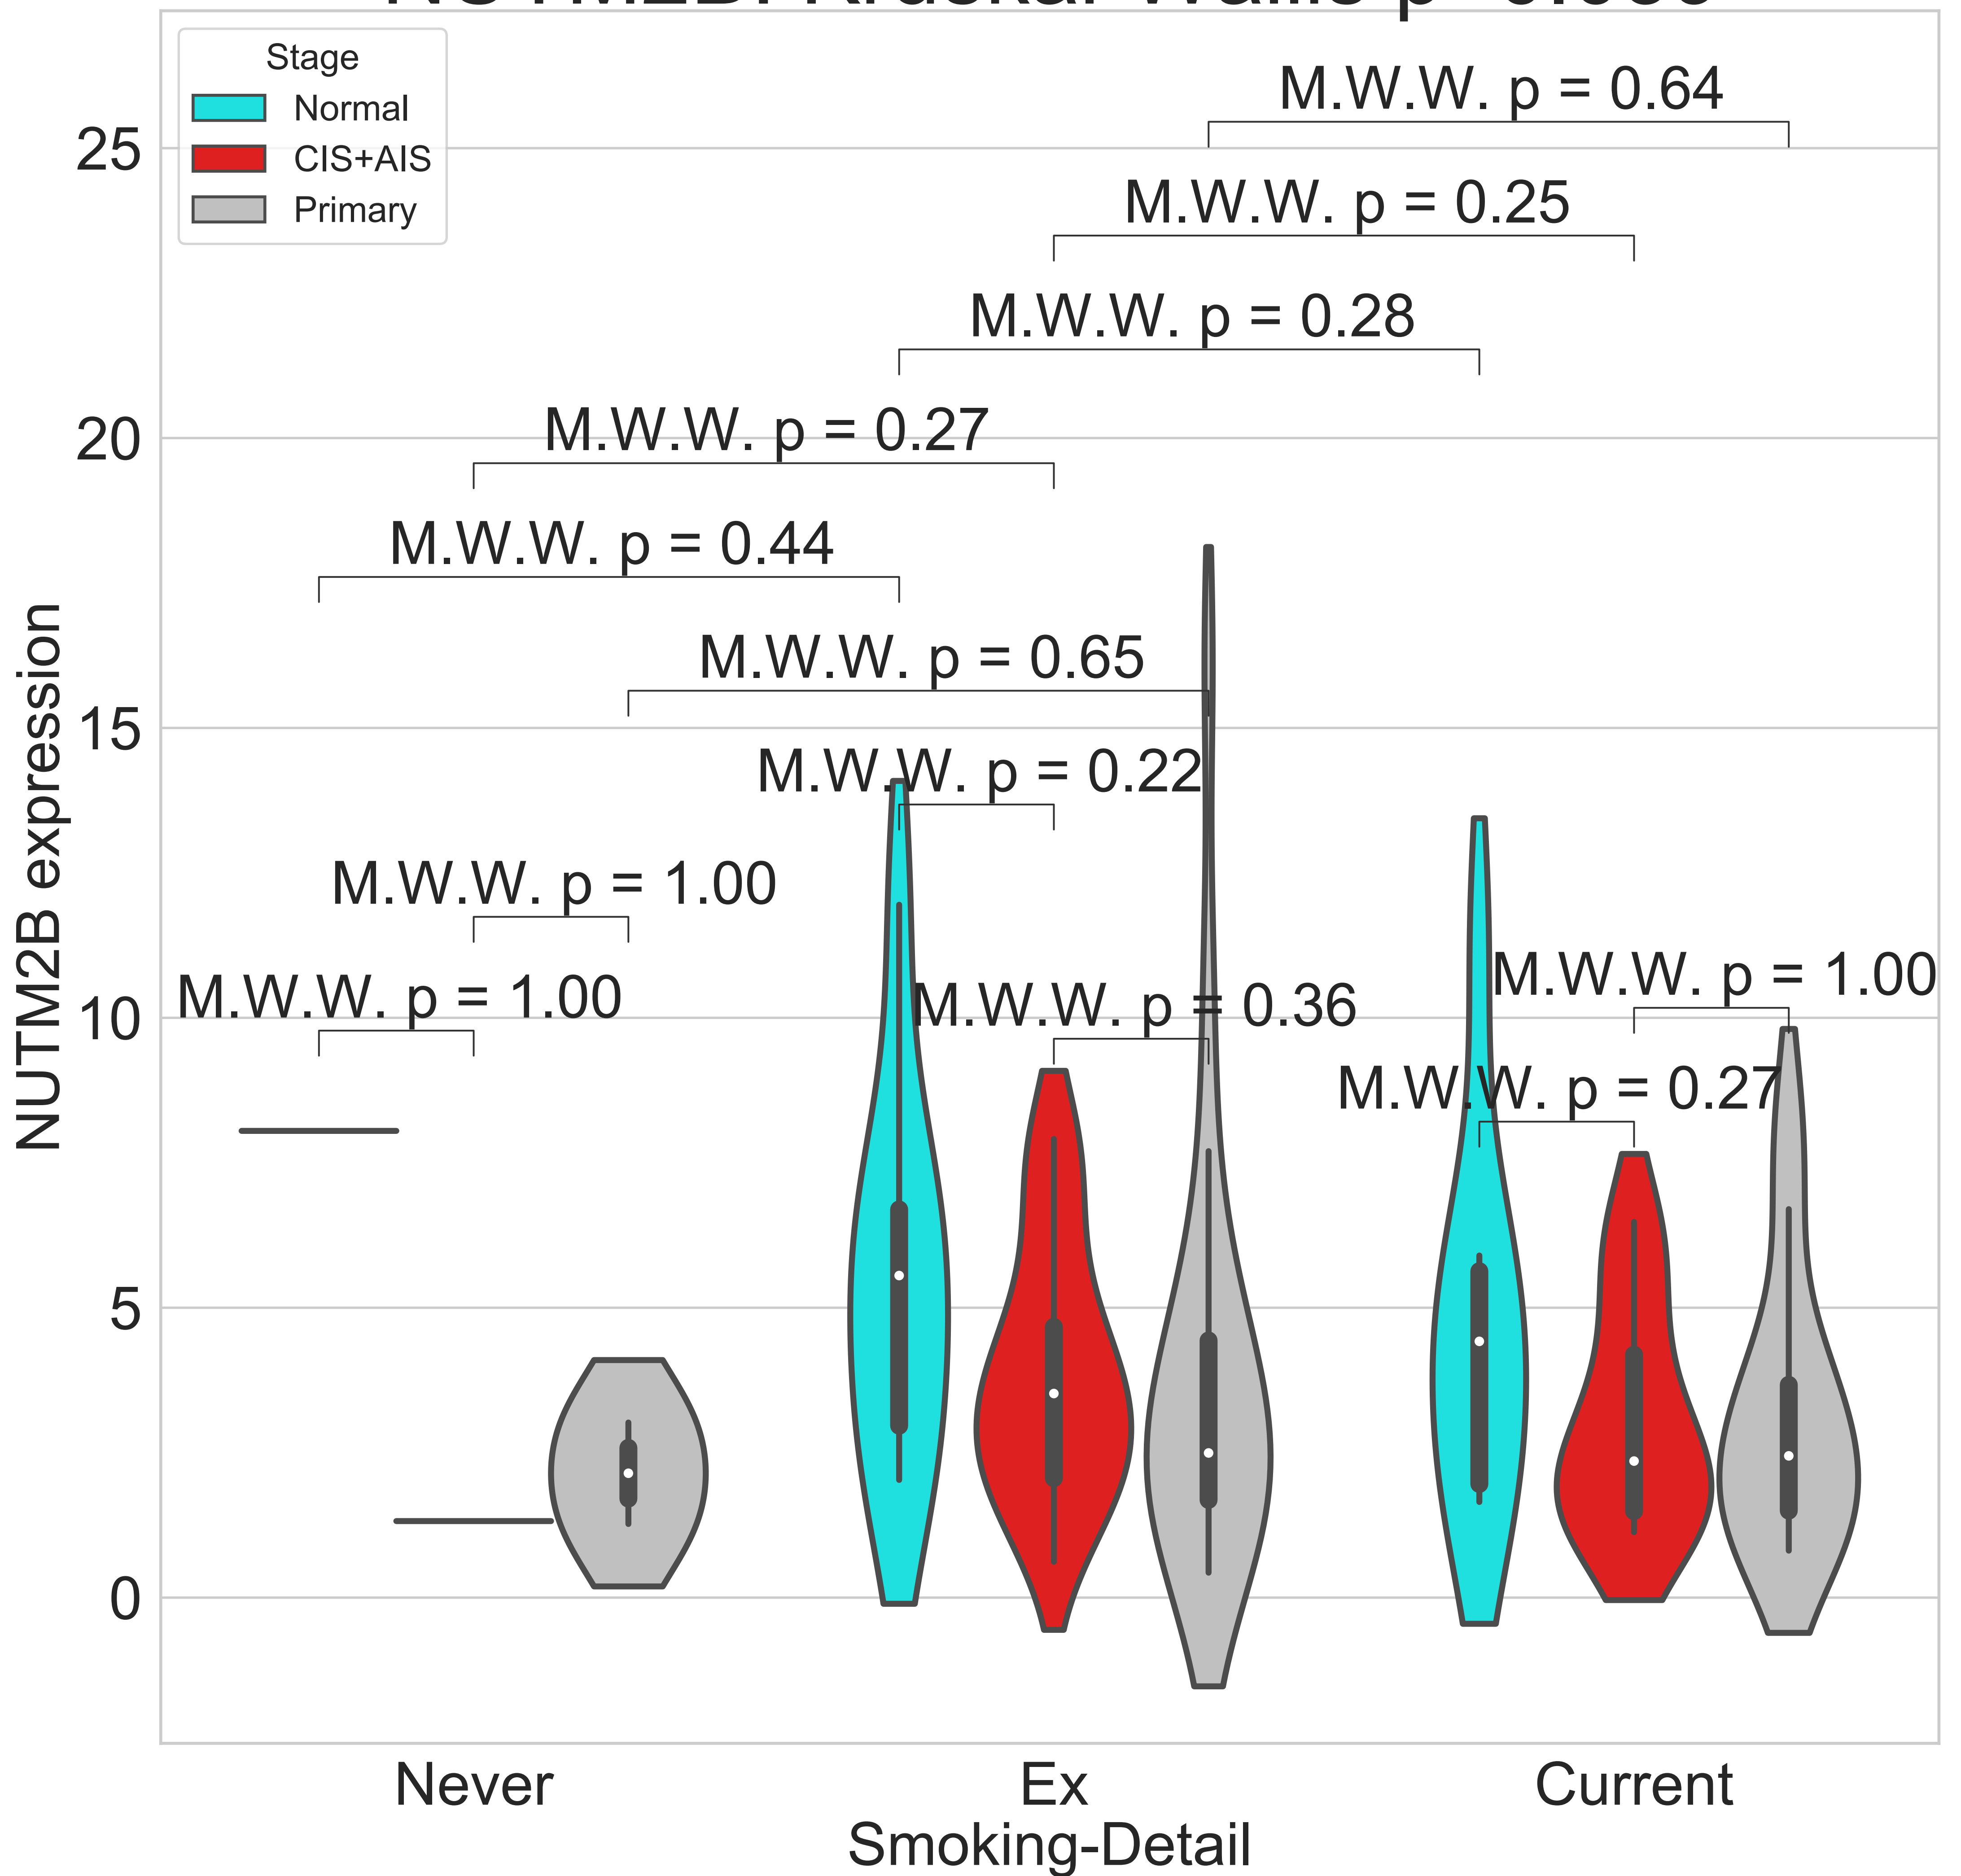 Stage
Normal
CIS+AIS
Primary
M.W.W. p = 0.64
M.W.W. p = 0.25
M.W.W. p = 0.28
M.W.W. p = 0.27
M.W.W. p = 0.44
M.W.W. p = 0.65
M.W.W. p = 0.22
M.W.W. p = 1.00
M.W.W. p = 1.00
M.W.W. p = 0.36
M.W.W. p = 1.00
M.W.W. p = 0.27
25
20
15
10
5
0
NUTM2B expression
Never
Ex
Current
Smoking-Detail